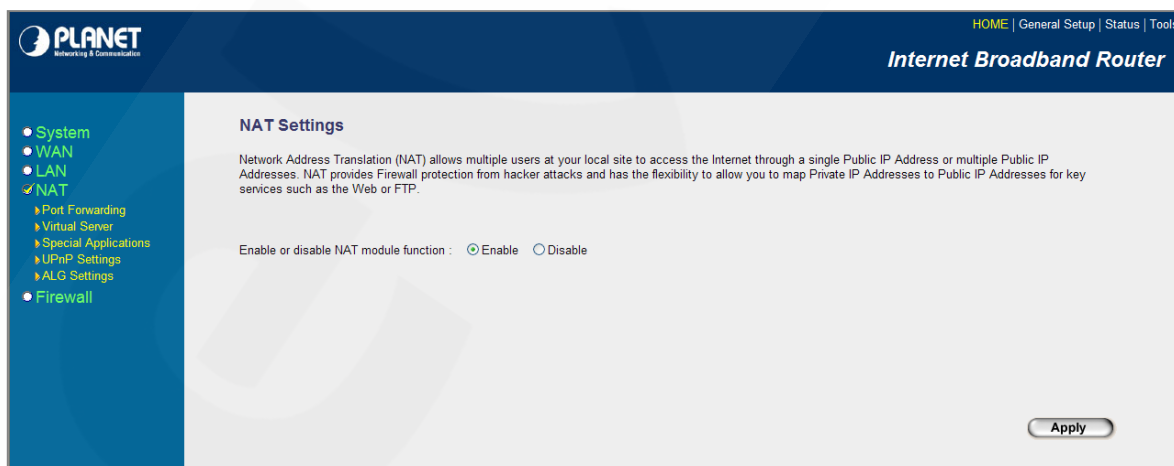 PLANET
Networking & Communication
HOME | General Setup | Status | Tools
Internet Broadband Router
System
WAN
LAN
NAT
Port Forwarding
Virtual Server
Special Applications
UPnP Settings
ALG Settings
Firewall
NAT Settings
Network Address Translation (NAT) allows multiple users at your local site to access the Internet through a single Public IP Address or multiple Public IP
Addresses. NAT provides Firewall protection from hacker attacks and has the flexibility to allow you to map Private IP Addresses to Public IP Addresses for key
services such as the Web or FTP.
Enable or disable NAT module function : Enable Disable
Apply